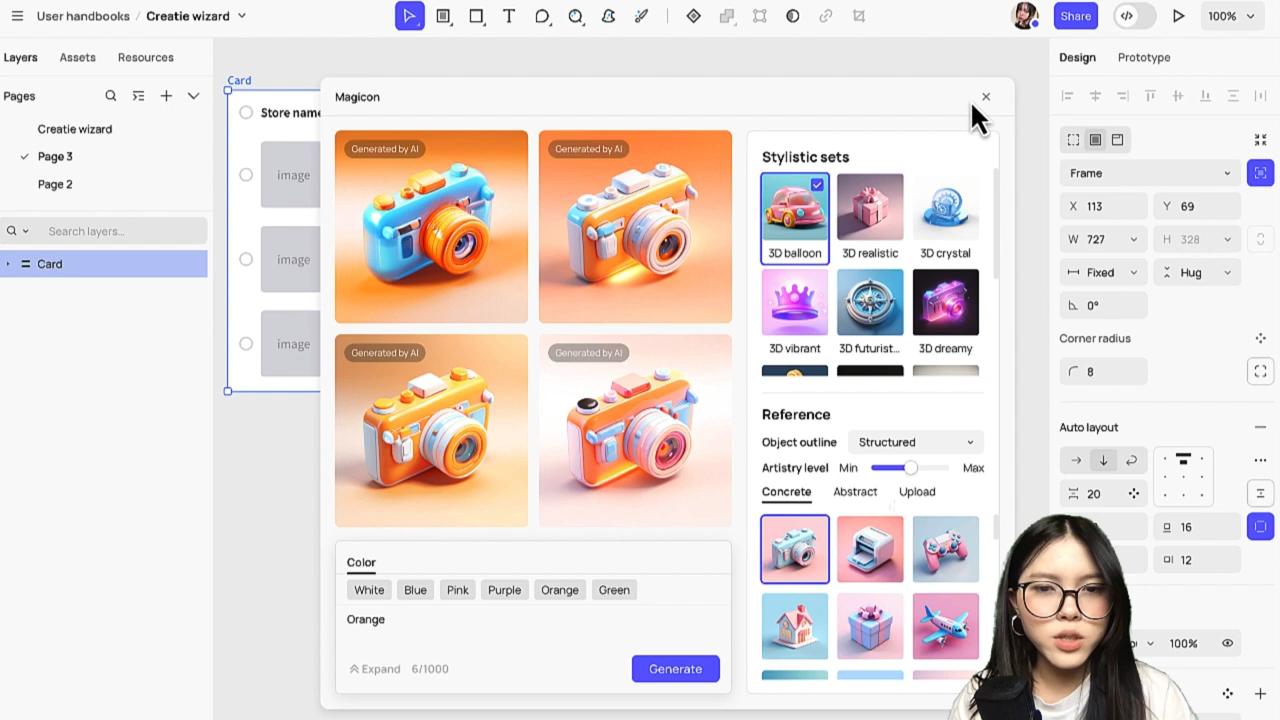 User handbooks / Creatie wizard
Share
</>
100%
Layers
Assets
Resources
Pages
Creatie wizard
Page 3
Page 2
Search layers...
Card
Card
Store name
image
image
image
Magicon
Generated by AI
Generated by AI
Generated by AI
Generated by AI
Color
White
Blue
Pink
Purple
Orange
Green
Orange
Expand
6/1000
Generate
Stylistic sets
3D balloon
3D realistic
3D crystal
3D vibrant
3D futurist...
3D dreamy
Reference
Object outline
Structured
Artistry level
Min
Max
Concrete
Abstract
Upload
Design
Prototype
Frame
X 113
Y 69
W 727
H 328
Fixed
Hug
0°
Corner radius
8
Auto layout
20
16
12
100%